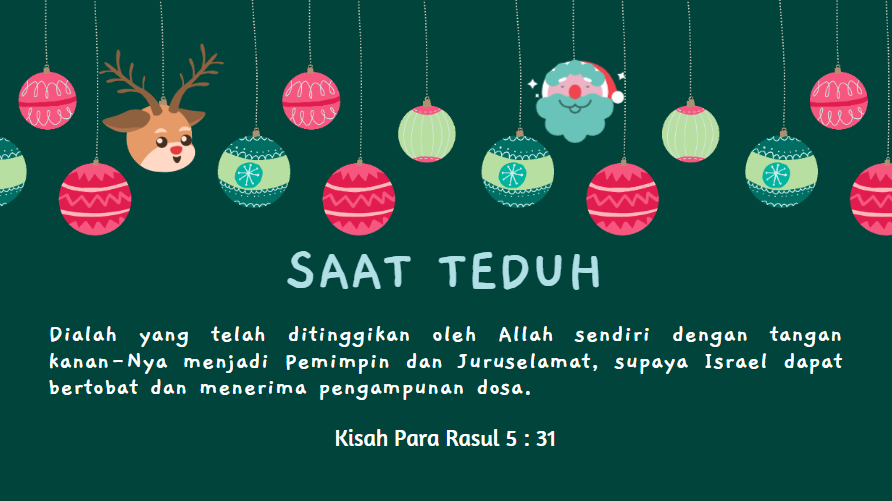 SAAT TEDUH
Dialah yang telah ditinggikan oleh Allah sendiri dengan tangan
kanan-Nya menjadi Pemimpin dan Juruselamat, supaya Israel dapat
bertobat dan menerima pengampunan dosa.
Kisah Para Rasul 5 : 31